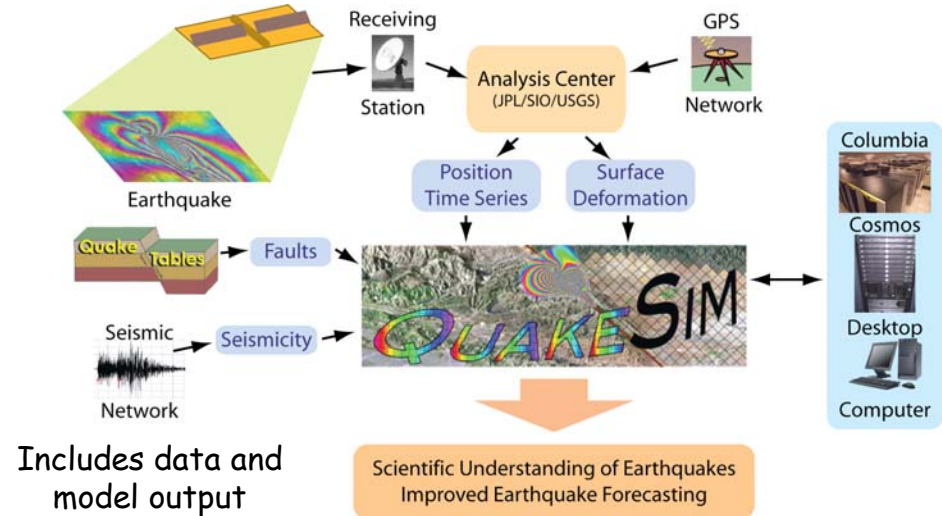 Receiving
Station
GPS
Network
Analysis Center
(JPL/SIO/USGS)
Earthquake
Position
Time Series
Surface
Deformation
Columbia
Cosmos
Desktop
Computer
Quake
Tables
Faults
Seismic
Network
Seismicity
QUAKESIM
Includes data and
model output
Scientific Understanding of Earthquakes
Improved Earthquake Forecasting